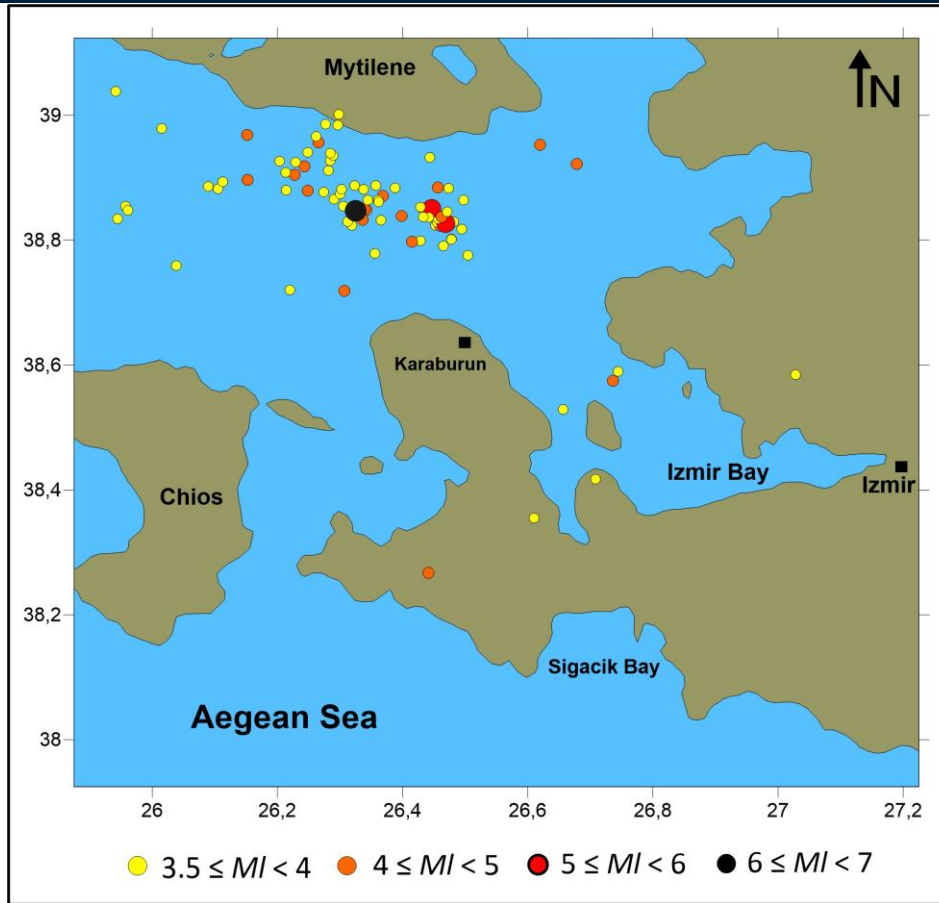 Mytilene
N
39
38,8
38,6
38,4
38,2
38
Karaburun
Chios
Izmir Bay
Izmir
Sigacik Bay
Aegean Sea
26 26,2 26,4 26,6 26,8 27 27,2
3.5 ≤ Ml < 4 4 ≤ Ml < 5 5 ≤ Ml < 6 6 ≤ Ml < 7